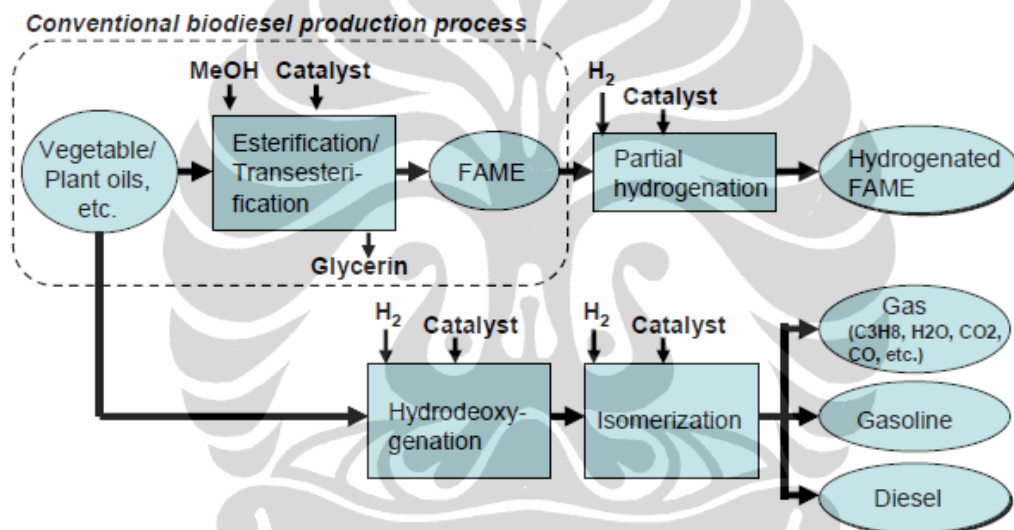 Conventional biodiesel production process
MeOH Catalyst
Vegetable/
Plant oils,
etc.
Esterification/
Transesteri-
fication
FAME
Glycerin
H2
Catalyst
Partial
hydrogenation
Hydrogenated
FAME
H2
Catalyst
Hydrodeoxy-
genation
H2
Catalyst
Isomerization
Gas
(C3H8, H2O, CO2,
CO, etc.)
Gasoline
Diesel